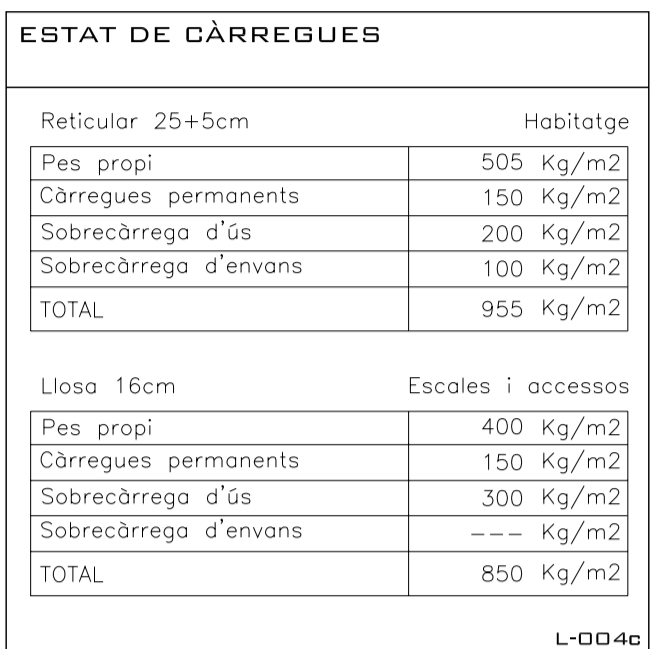 ESTAT DE CÀRREGUES
Reticular 25+5cm Habitatge
Pes propi 505 Kg/m2
Càrregues permanents 150 Kg/m2
Sobrecàrrega d'ús 200 Kg/m2
Sobrecàrrega d'envans 100 Kg/m2
TOTAL 955 Kg/m2
Llosa 16cm Escales i accessos
Pes propi 400 Kg/m2
Càrregues permanents 150 Kg/m2
Sobrecàrrega d'ús 300 Kg/m2
Sobrecàrrega d'envans --- Kg/m2
TOTAL 850 Kg/m2
L-004c